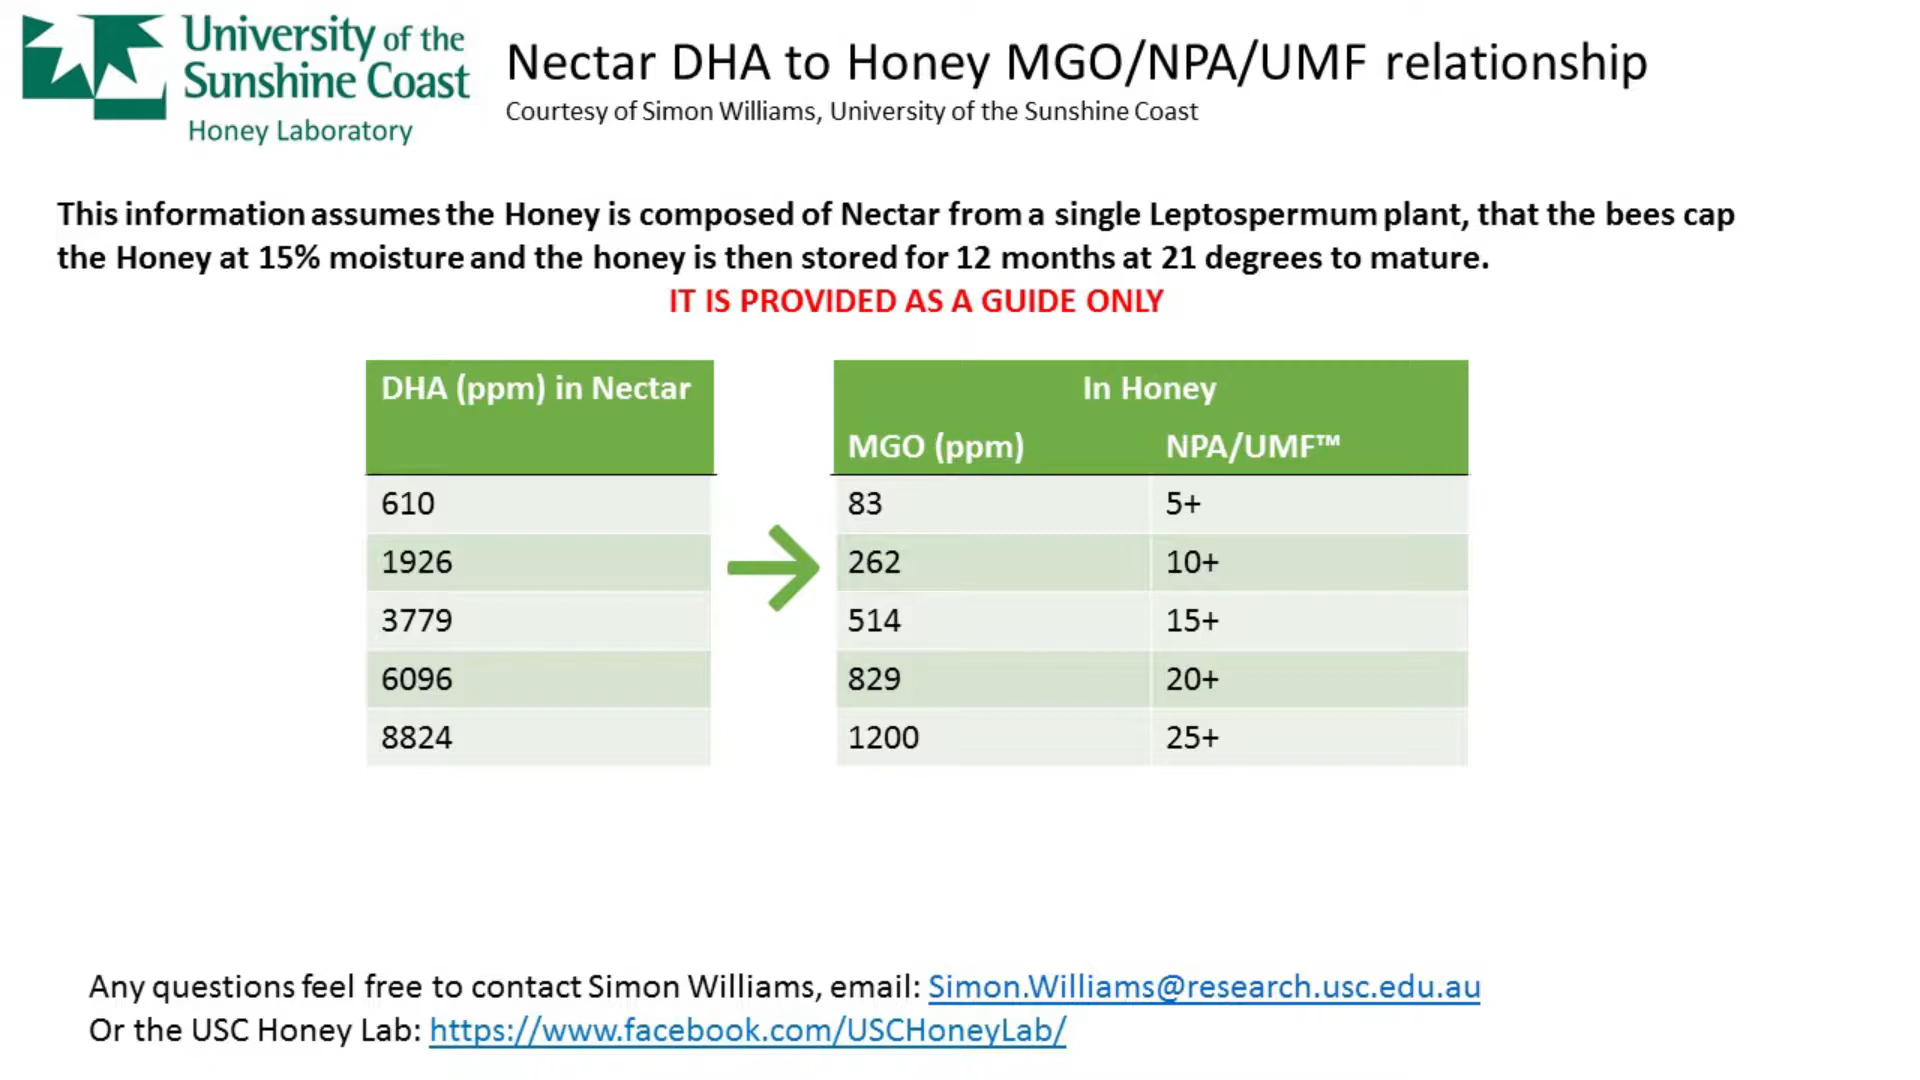 University of the
Sunshine Coast
Honey Laboratory
Nectar DHA to Honey MGO/NPA/UMF relationship
Courtesy of Simon Williams, University of the Sunshine Coast
This information assumes the Honey is composed of Nectar from a single Leptospermum plant, that the bees cap
the Honey at 15% moisture and the honey is then stored for 12 months at 21 degrees to mature.
IT IS PROVIDED AS A GUIDE ONLY
DHA (ppm) in Nectar
In Honey
MGO (ppm) NPA/UMF™
610 83 5+
1926 262 10+
3779 514 15+
6096 829 20+
8824 1200 25+
Any questions feel free to contact Simon Williams, email: Simon.Williams@research.usc.edu.au
Or the USC Honey Lab: https://www.facebook.com/USCHoneyLab/